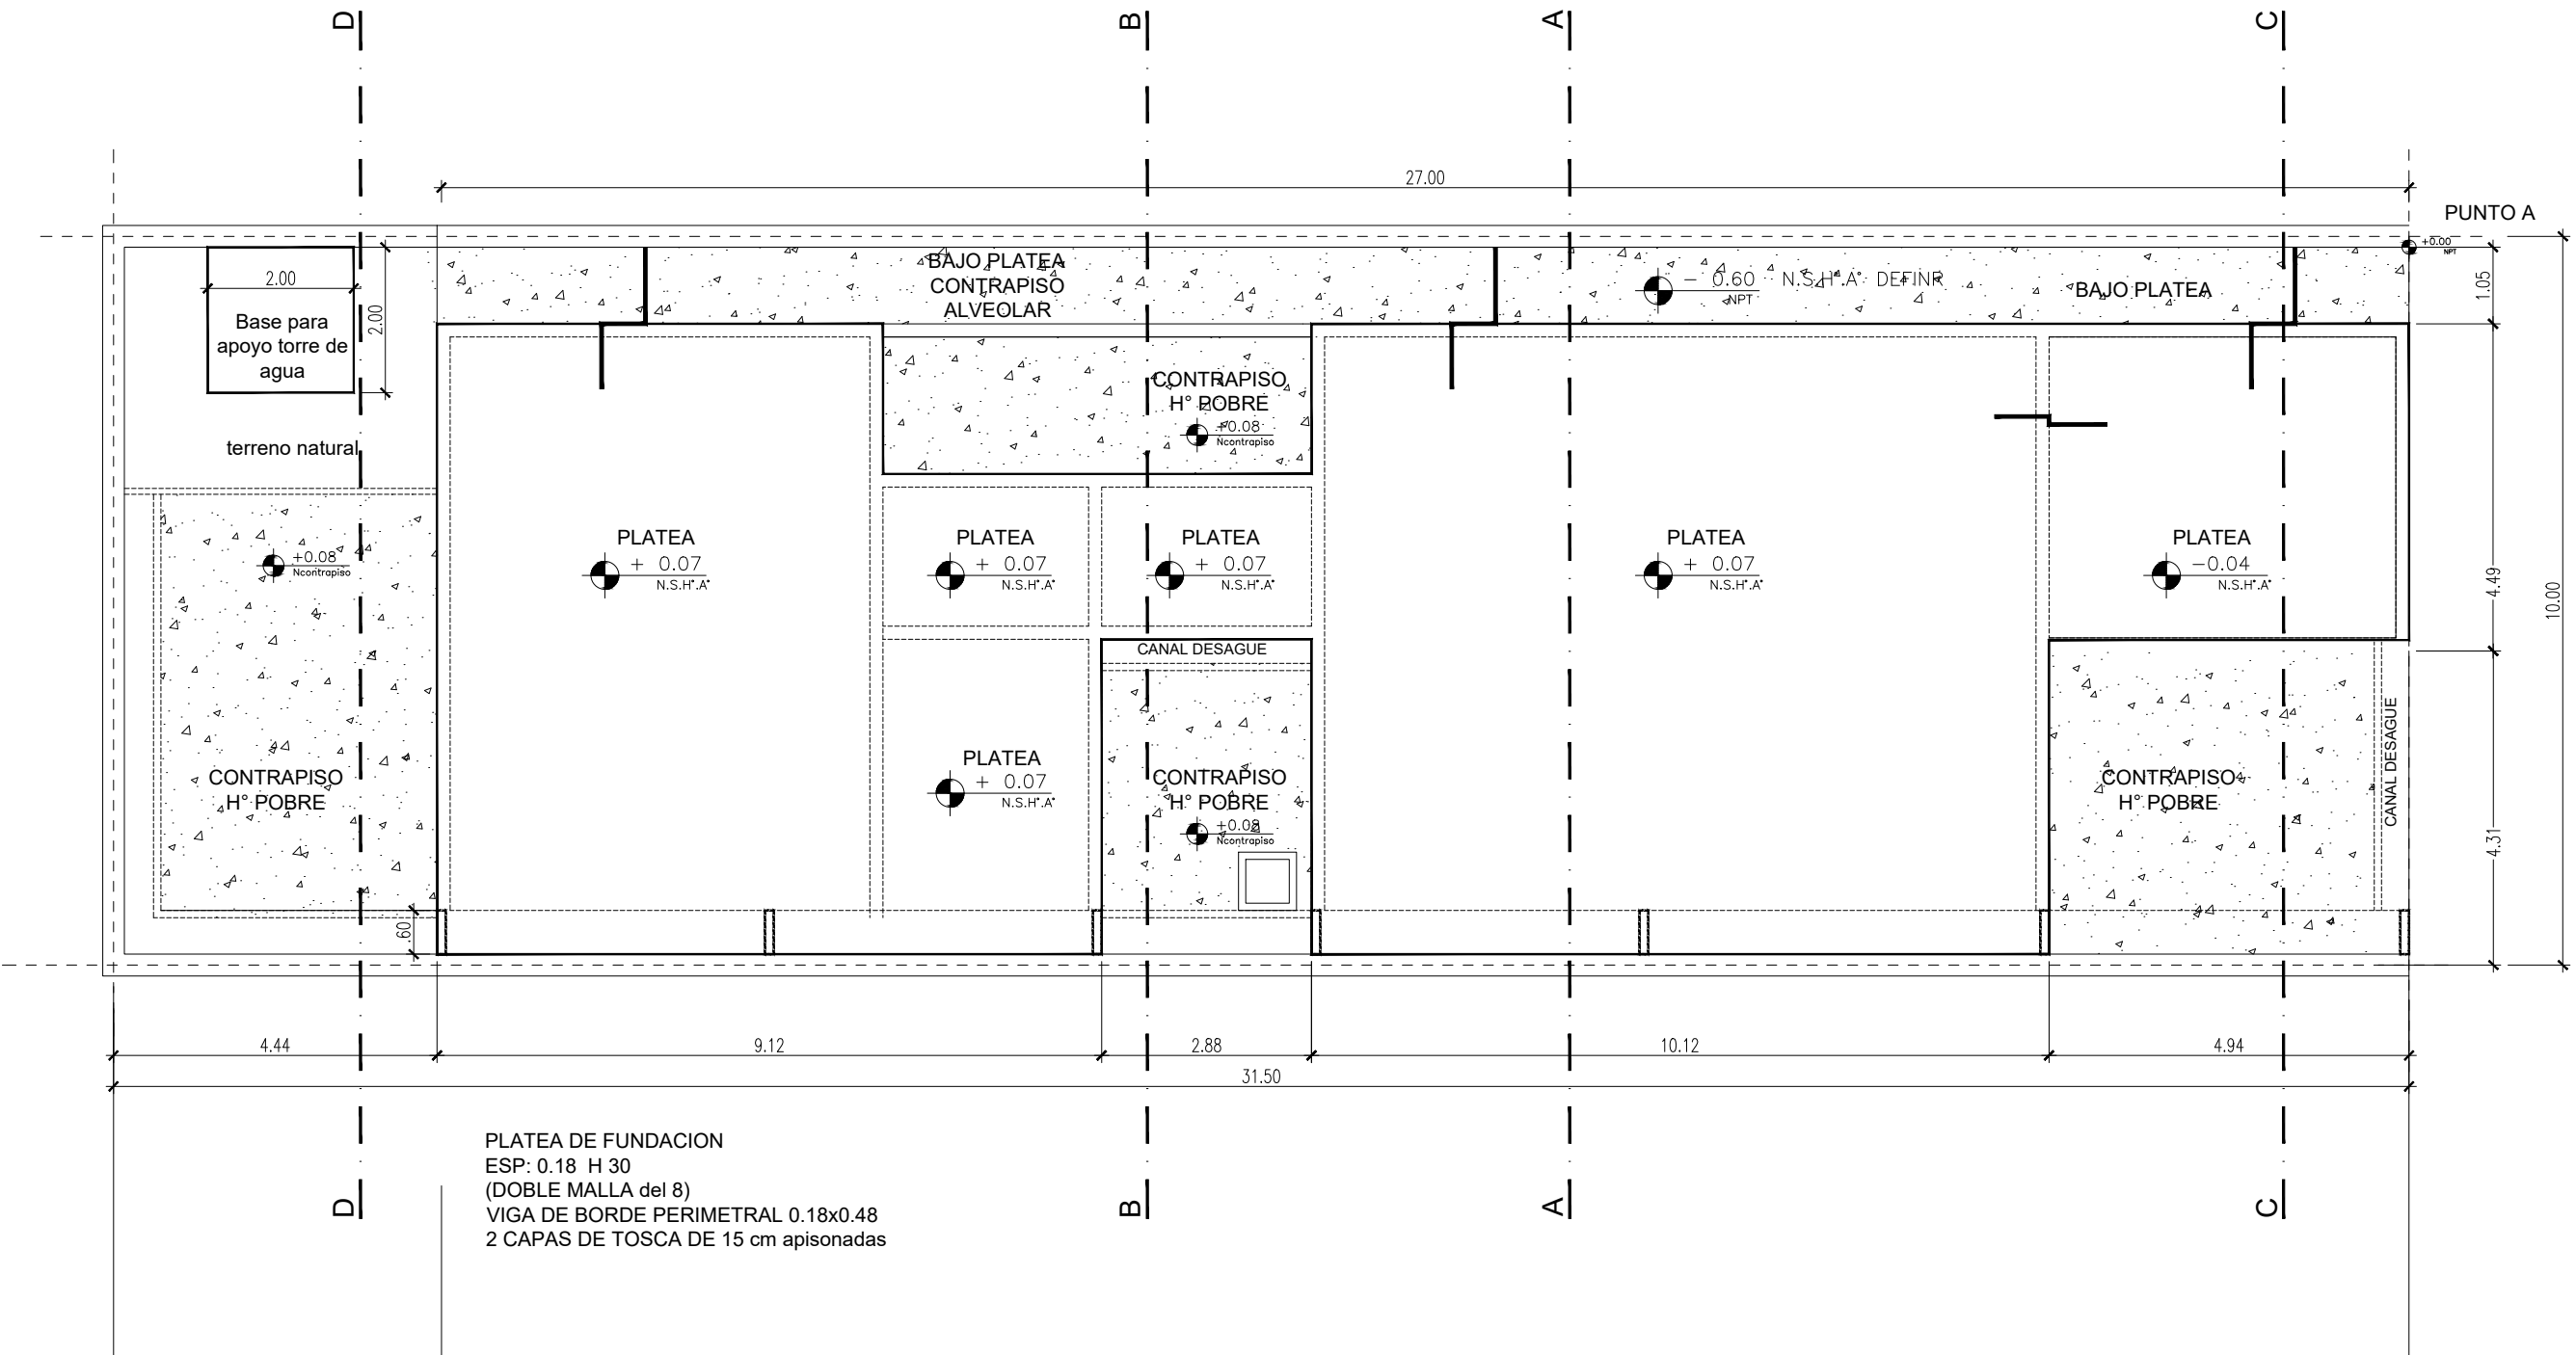 D
B
A
C
27.00
PUNTO A
+0.00
NPT
2.00
2.00
Base para
apoyo torre de
agua
BAJO PLATEA
CONTRAPISO
ALVEOLAR
- 0.60 N.S.H°.A° DEFINR
NPT
BAJO PLATEA
1.05
CONTRAPISO
H° POBRE
+0.08
Ncontrapiso
terreno natural
+0.08
Ncontrapiso
PLATEA
+ 0.07
N.S.H°.A°
PLATEA
+ 0.07
N.S.H°.A°
PLATEA
+ 0.07
N.S.H°.A°
PLATEA
+ 0.07
N.S.H°.A°
PLATEA
-0.04
N.S.H°.A°
4.49
10.00
CANAL DESAGUE
CONTRAPISO
H° POBRE
PLATEA
+ 0.07
N.S.H°.A°
CONTRAPISO
H° POBRE
+0.08
Ncontrapiso
CONTRAPISO
H° POBRE
CANAL DESAGUE
4.31
.60
4.44
9.12
2.88
10.12
4.94
31.50
PLATEA DE FUNDACION
ESP: 0.18 H 30
(DOBLE MALLA del 8)
VIGA DE BORDE PERIMETRAL 0.18x0.48
2 CAPAS DE TOSCA DE 15 cm apisonadas
D
B
A
C